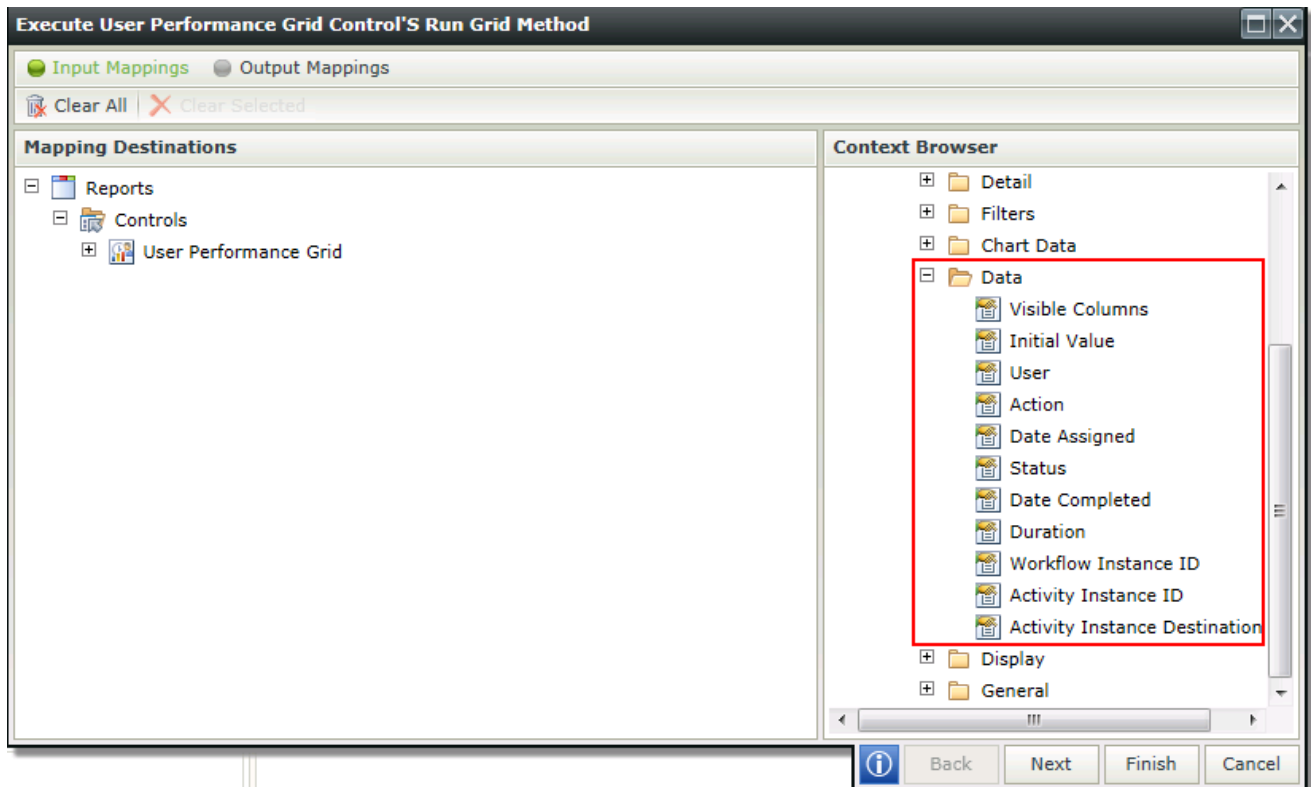 Execute User Performance Grid Control'S Run Grid Method
Input Mappings Output Mappings
Clear All Clear Selected
Mapping Destinations
Reports
Controls
User Performance Grid
Context Browser
Detail
Filters
Chart Data
Data
Visible Columns
Initial Value
User
Action
Date Assigned
Status
Date Completed
Duration
Workflow Instance ID
Activity Instance ID
Activity Instance Destination
Display
General
Back Next Finish Cancel